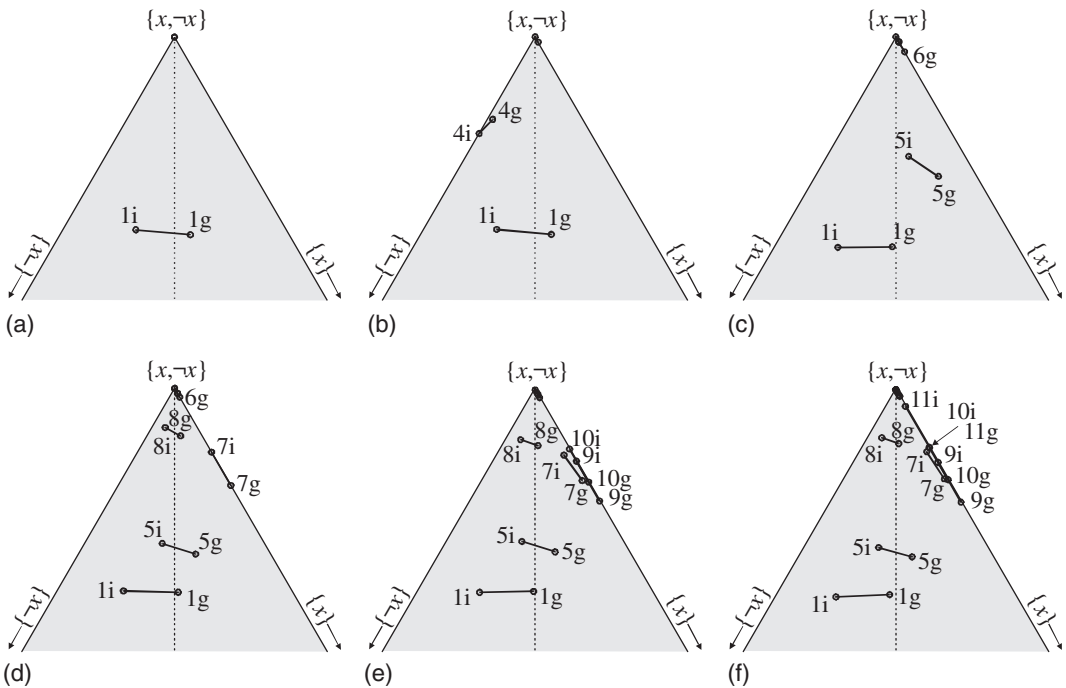 {x,¬x}
1i
1g
{¬x}
{x}
(a)
{x,¬x}
4g
4i
1i
1g
{¬x}
{x}
(b)
{x,¬x}
6g
5i
5g
1i
1g
{¬x}
{x}
(c)
{x,¬x}
6g
8g
8i
7i
7g
5i
5g
1i
1g
{¬x}
{x}
(d)
{x,¬x}
8g
8i
10i
9i
7i
10g
7g
9g
5i
5g
1i
1g
{¬x}
{x}
(e)
{x,¬x}
11i
10i
11g
8g
8i
7i
9i
10g
7g
9g
5i
5g
1i
1g
{¬x}
{x}
(f)